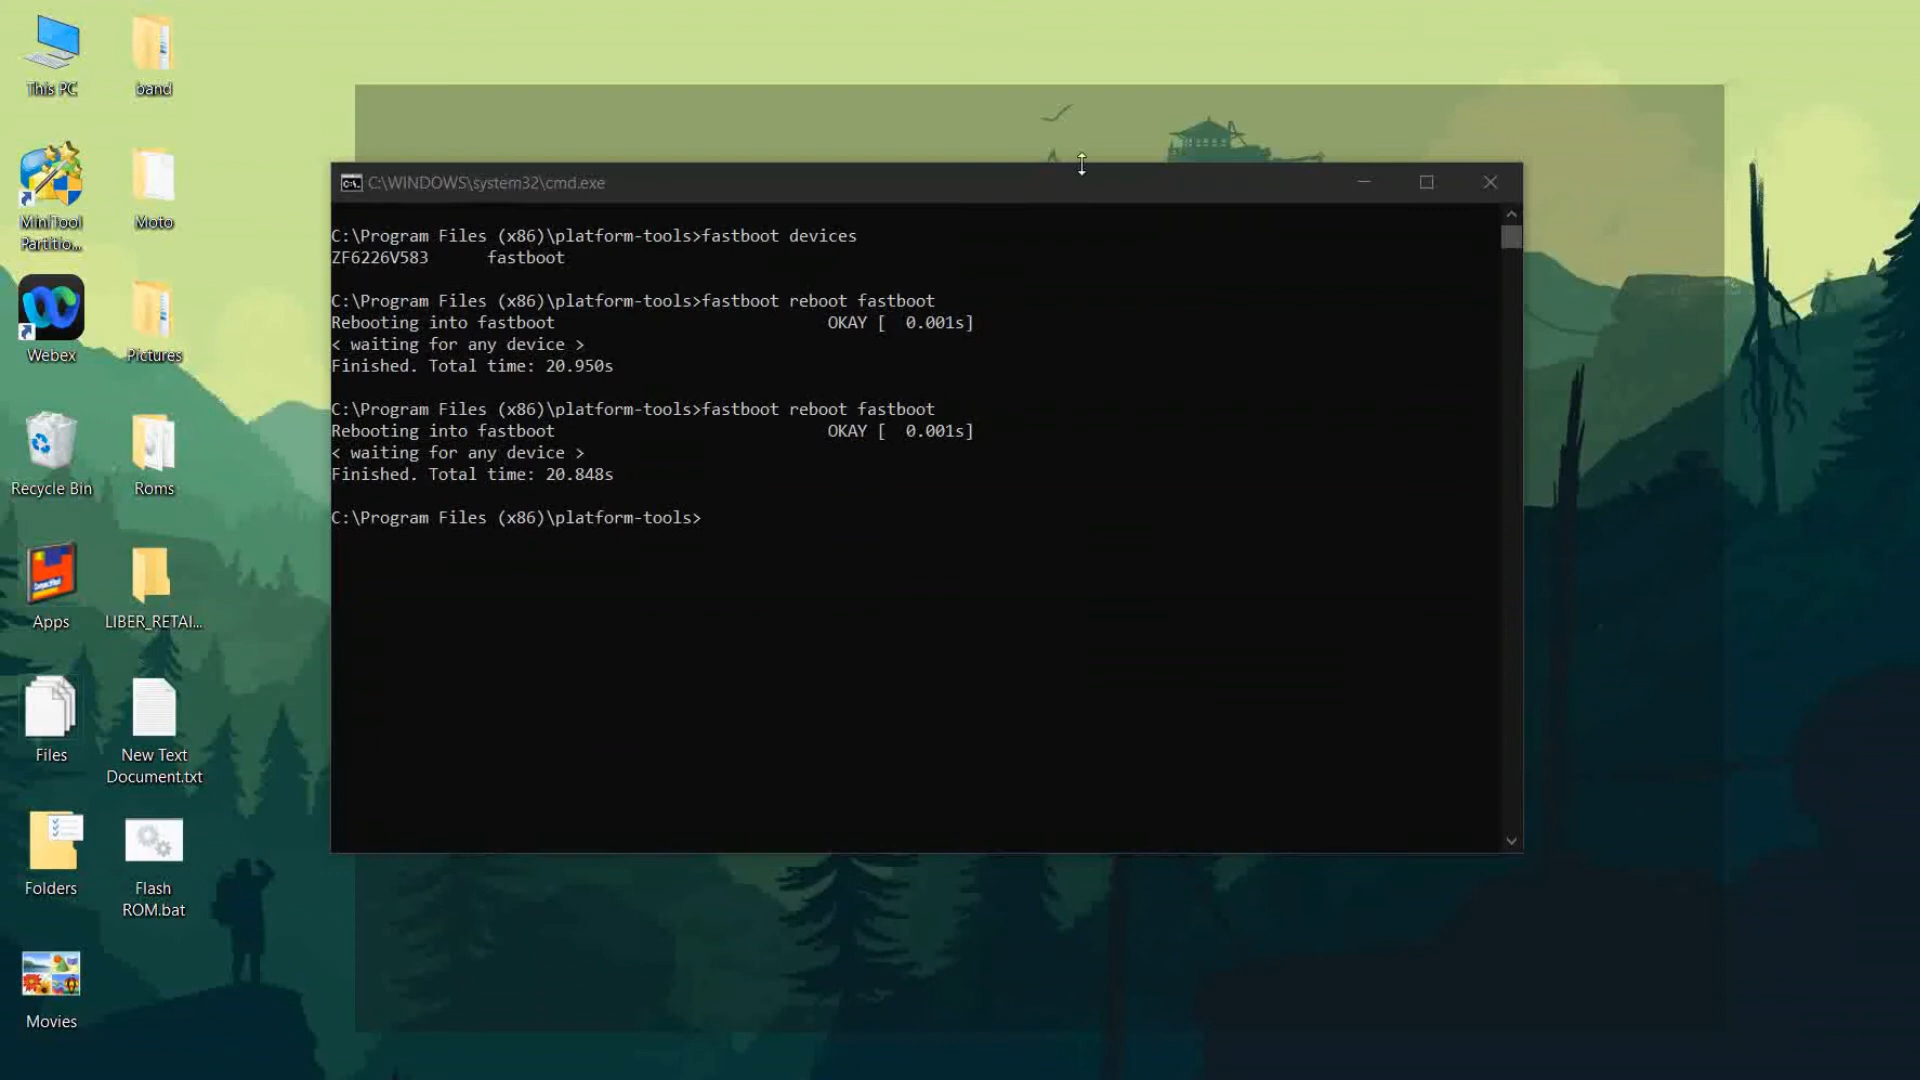 This PC
band
MiniTool
Partitio...
Moto
Webex
Pictures
Recycle Bin
Roms
Apps
LIBER_RETAI...
Files
New Text
Document.txt
Folders
Flash
ROM.bat
Movies
C:\WINDOWS\system32\cmd.exe
C:\Program Files (x86)\platform-tools>fastboot devices
ZF6226V583      fastboot
C:\Program Files (x86)\platform-tools>fastboot reboot fastboot
Rebooting into fastboot                            OKAY [  0.001s]
< waiting for any device >
Finished. Total time: 20.950s
C:\Program Files (x86)\platform-tools>fastboot reboot fastboot
Rebooting into fastboot                            OKAY [  0.001s]
< waiting for any device >
Finished. Total time: 20.848s
C:\Program Files (x86)\platform-tools>